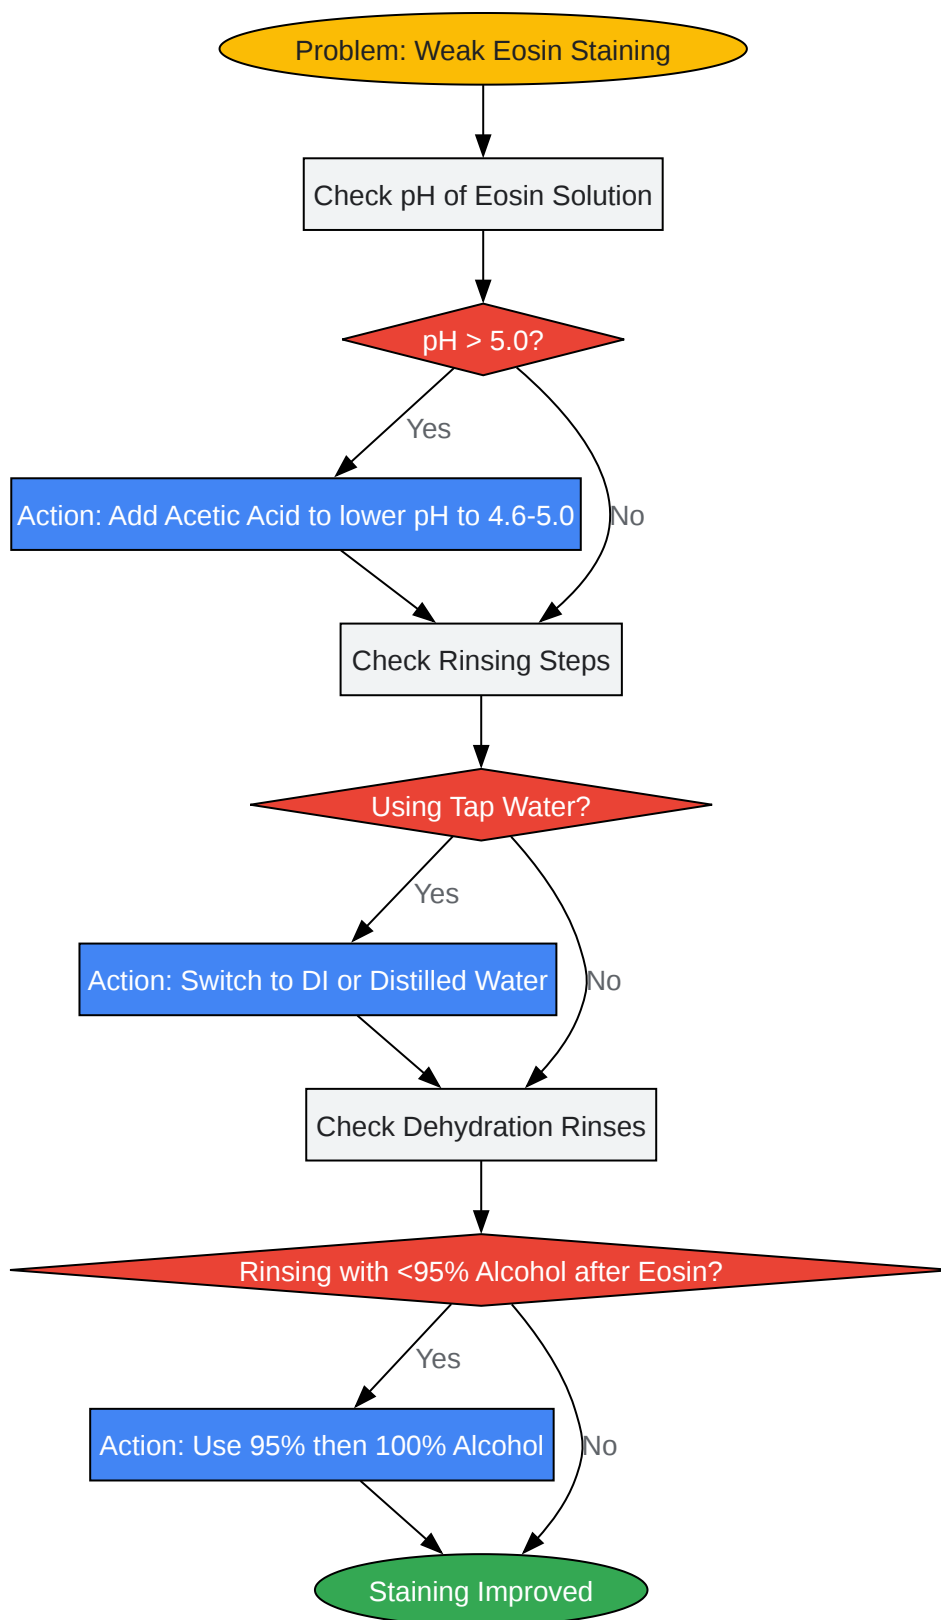 Problem: Weak Eosin Staining
Check pH of Eosin Solution
pH > 5.0?
Yes
Action: Add Acetic Acid to lower pH to 4.6-5.0
No
Check Rinsing Steps
Using Tap Water?
Yes
Action: Switch to DI or Distilled Water
No
Check Dehydration Rinses
Rinsing with <95% Alcohol after Eosin?
Yes
Action: Use 95% then 100% Alcohol
No
Staining Improved